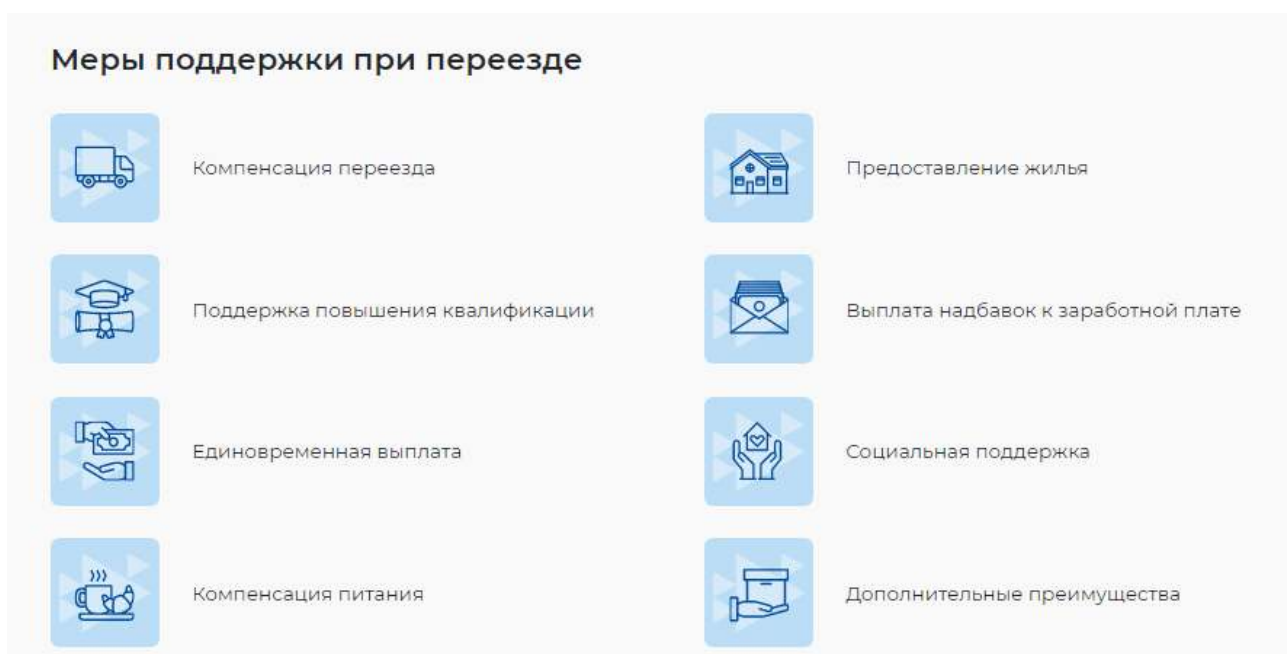 Меры поддержки при переезде
Компенсация переезда
Предоставление жилья
Поддержка повышения квалификации
Выплата надбавок к заработной плате
Единовременная выплата
Социальная поддержка
Компенсация питания
Дополнительные преимущества